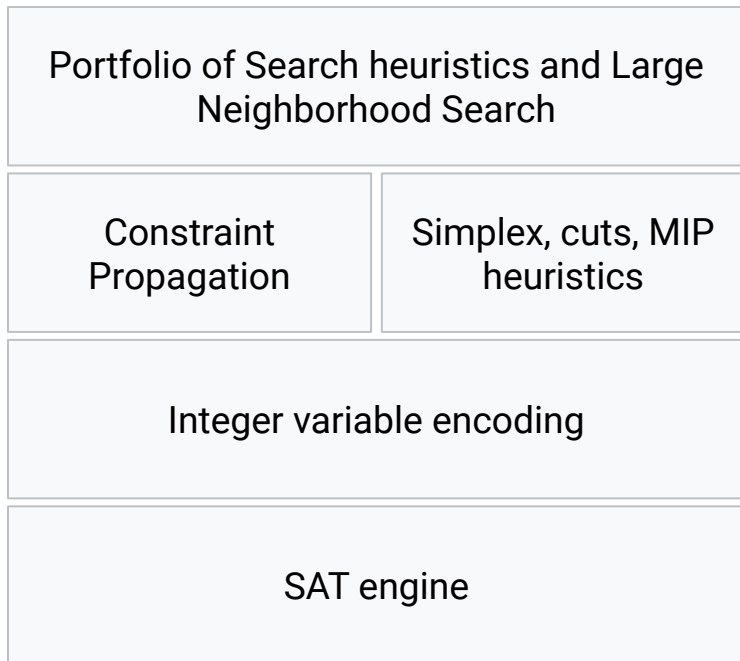 Portfolio of Search heuristics and Large
Neighborhood Search
Constraint
Propagation
Simplex, cuts, MIP
heuristics
Integer variable encoding
SAT engine